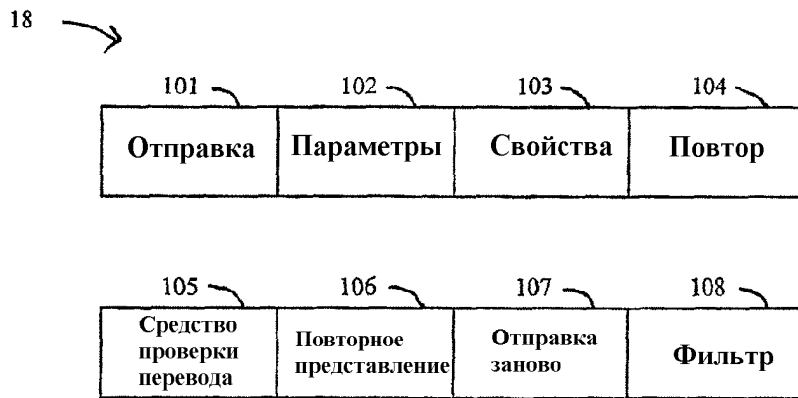 18
101 102 103 104
Отправка Параметры Свойства Повтор
105 106 107 108
Средство проверки перевода
Повторное представление
Отправка заново
Фильтр